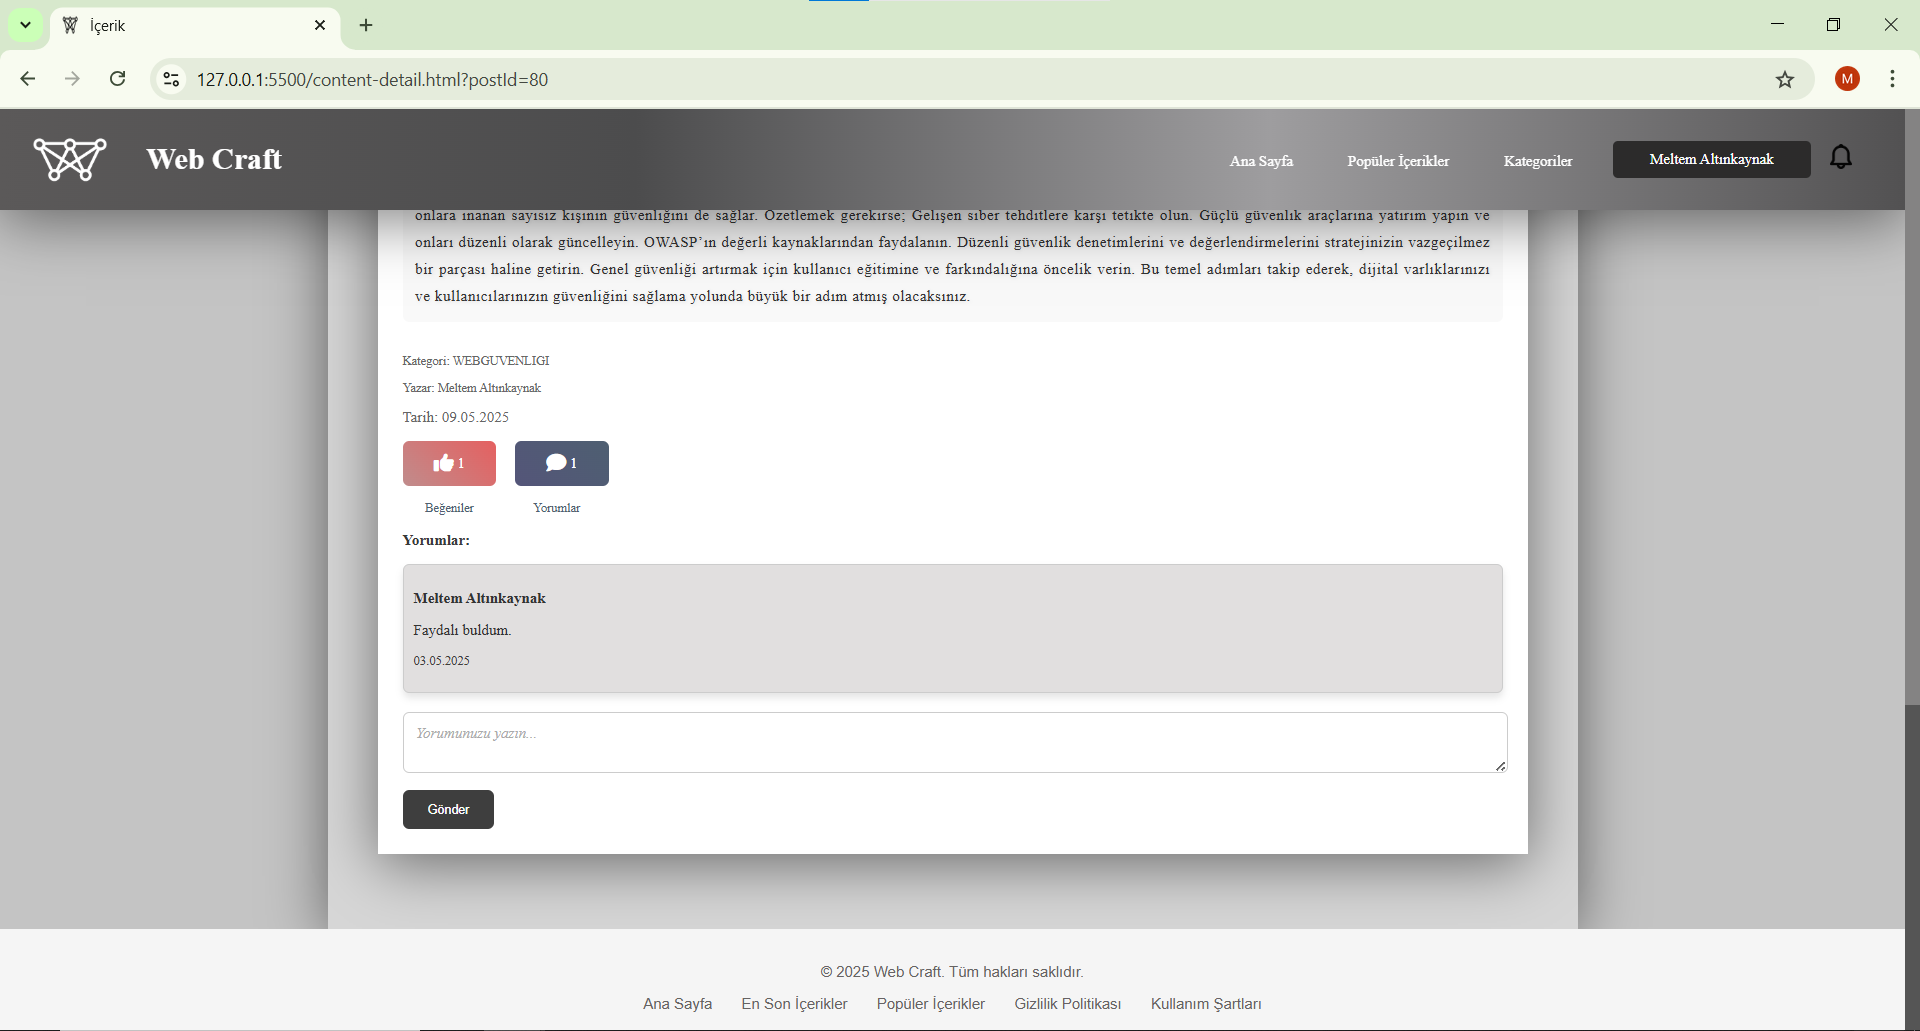 İçerik
127.0.0.1:5500/content-detail.html?postId=80
M
Web Craft
Ana Sayfa
Popüler İçerikler
Kategoriler
Meltem Altınkaynak
onlara inanan sayısız kişinin güvenliğini de sağlar. Özetlemek gerekirse; Gelişen siber tehditlere karşı tetikte olun. Güçlü güvenlik araçlarına yatırım yapın ve
onları düzenli olarak güncelleyin. OWASP’ın değerli kaynaklarından faydalanın. Düzenli güvenlik denetimlerini ve değerlendirmelerini stratejinizin vazgeçilmez
bir parçası haline getirin. Genel güvenliği artırmak için kullanıcı eğitimine ve farkındalığına öncelik verin. Bu temel adımları takip ederek, dijital varlıklarınızı
ve kullanıcılarınızın güvenliğini sağlama yolunda büyük bir adım atmış olacaksınız.
Kategori: WEBGUVENLIGI
Yazar: Meltem Altınkaynak
Tarih: 09.05.2025
1
1
Beğeniler
Yorumlar
Yorumlar:
Meltem Altınkaynak
Faydalı buldum.
03.05.2025
Yorumunuzu yazın...
Gönder
© 2025 Web Craft. Tüm hakları saklıdır.
Ana Sayfa
En Son İçerikler
Popüler İçerikler
Gizlilik Politikası
Kullanım Şartları